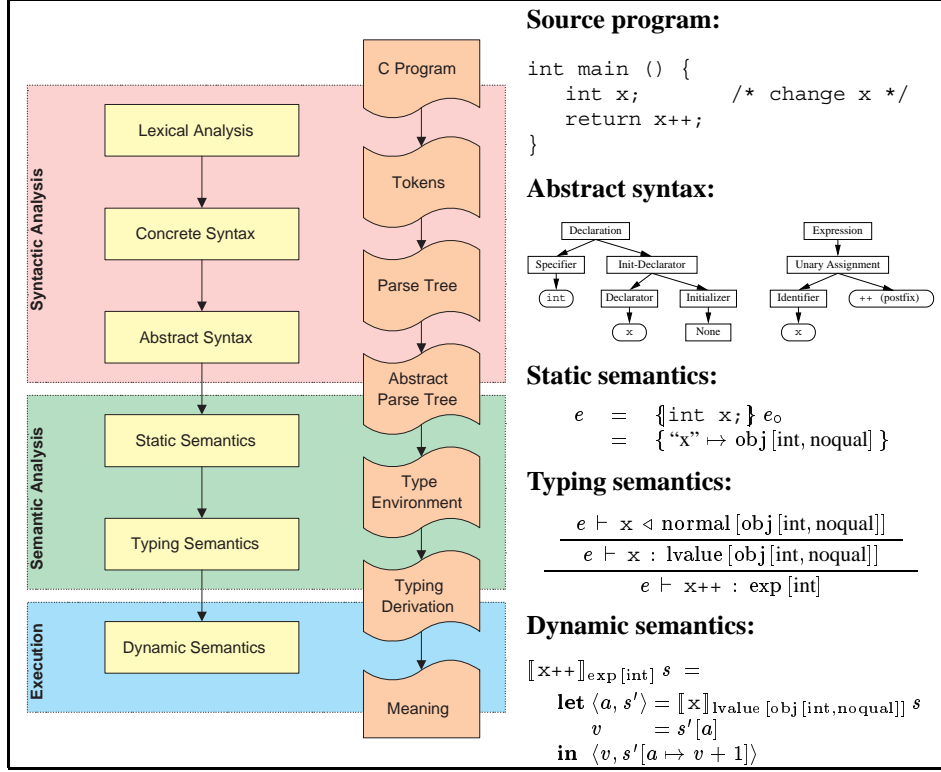 Syntactic Analysis
Semantic Analysis
Execution
Lexical Analysis
Concrete Syntax
Abstract Syntax
Static Semantics
Typing Semantics
Dynamic Semantics
C Program
Tokens
Parse Tree
Abstract
Parse Tree
Type
Environment
Typing
Derivation
Meaning
Source program:
int main () {
int x; /* change x */
return x++;
}
Abstract syntax:
Declaration
Specifier Init-Declarator
int Declarator Initializer
x None
Expression
Unary Assignment
Identifier ++ (postfix)
x
Static semantics:
e = {|int x;|} e₀
= { “x” ↦ obj [int, noqual] }
Typing semantics:
e ⊢ x ◁ normal [obj [int, noqual]]
e ⊢ x : lvalue [obj [int, noqual]]
e ⊢ x++ : exp [int]
Dynamic semantics:
⟦x++⟧exp [int] s =
let ⟨a, s′⟩ = ⟦x⟧lvalue [obj [int,noqual]] s
v = s′[a]
in ⟨v, s′[a ↦ v + 1]⟩